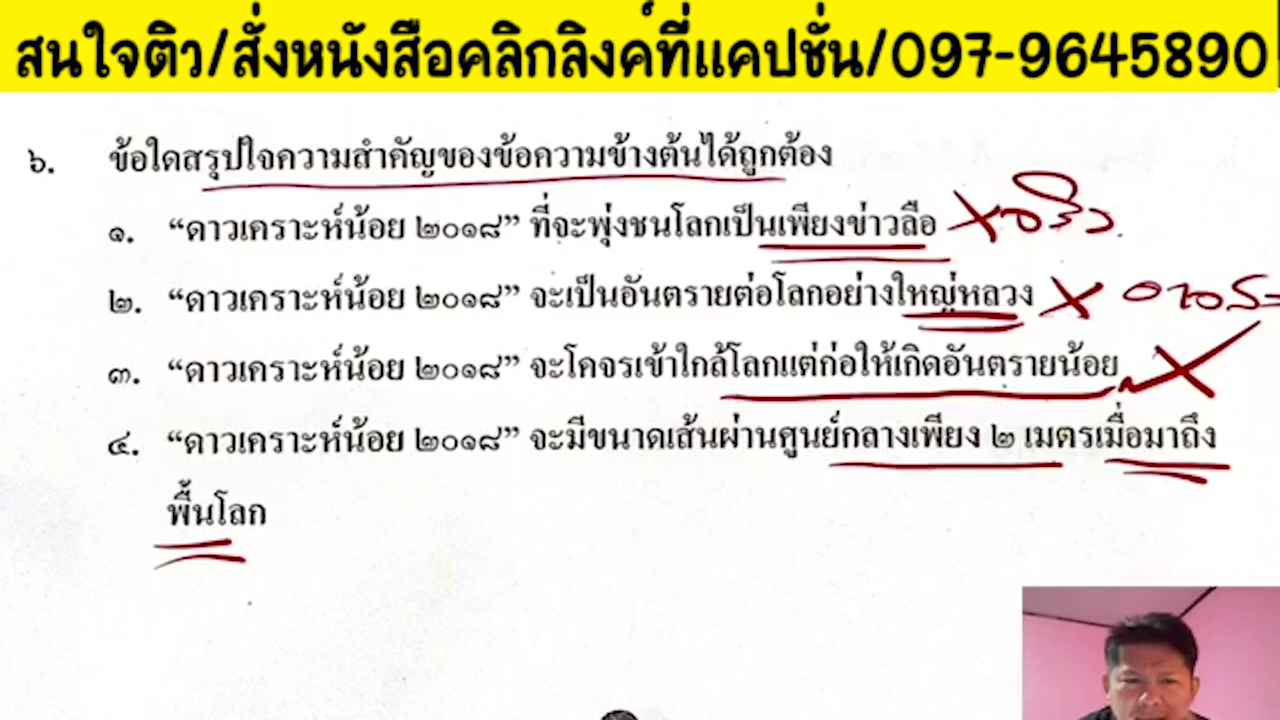 สนใจติว/สั่งหนังสือคลิกลิงค์ที่แคปชั่น/097-9645890
๖. ข้อใดสรุปใจความสำคัญของข้อความข้างต้นได้ถูกต้อง
๑. “ดาวเคราะห์น้อย ๒๐๑๘” ที่จะพุ่งชนโลกเป็นเพียงข่าวลือ
๒. “ดาวเคราะห์น้อย ๒๐๑๘” จะเป็นอันตรายต่อโลกอย่างใหญ่หลวง
๓. “ดาวเคราะห์น้อย ๒๐๑๘” จะโคจรเข้าใกล้โลกแต่ก่อให้เกิดอันตรายน้อย
๔. “ดาวเคราะห์น้อย ๒๐๑๘” จะมีขนาดเส้นผ่านศูนย์กลางเพียง ๒ เมตรเมื่อมาถึง
พื้นโลก